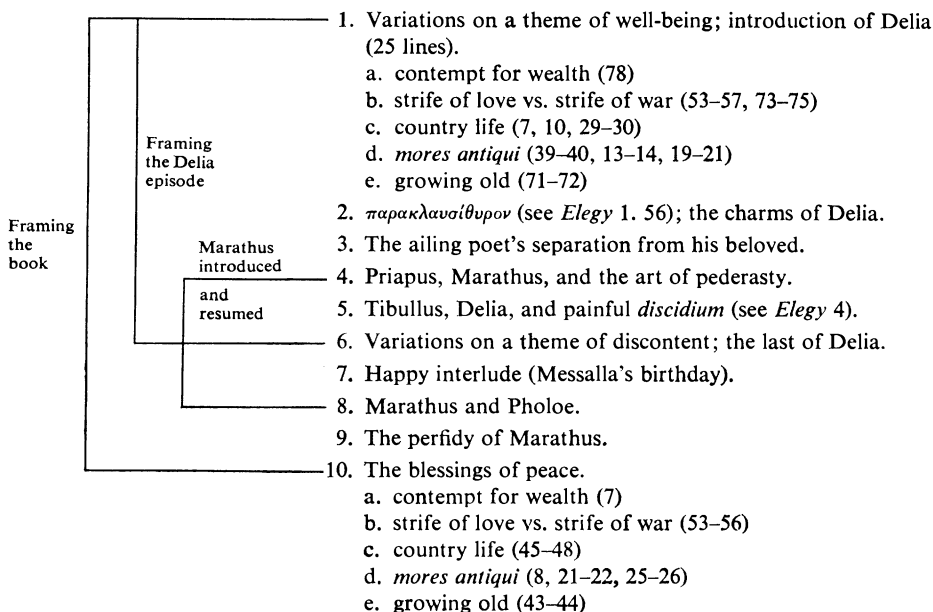 1. Variations on a theme of well-being; introduction of Delia
(25 lines).
a. contempt for wealth (78)
b. strife of love vs. strife of war (53–57, 73–75)
c. country life (7, 10, 29–30)
d. mores antiqui (39–40, 13–14, 19–21)
e. growing old (71–72)
Framing
the Delia
episode
2. παρακλαυσίθυρον (see Elegy 1. 56); the charms of Delia.
Framing
the
book
Marathus
introduced
3. The ailing poet's separation from his beloved.
4. Priapus, Marathus, and the art of pederasty.
and
resumed
5. Tibullus, Delia, and painful discidium (see Elegy 4).
6. Variations on a theme of discontent; the last of Delia.
7. Happy interlude (Messalla's birthday).
8. Marathus and Pholoe.
9. The perfidy of Marathus.
10. The blessings of peace.
a. contempt for wealth (7)
b. strife of love vs. strife of war (53–56)
c. country life (45–48)
d. mores antiqui (8, 21–22, 25–26)
e. growing old (43–44)